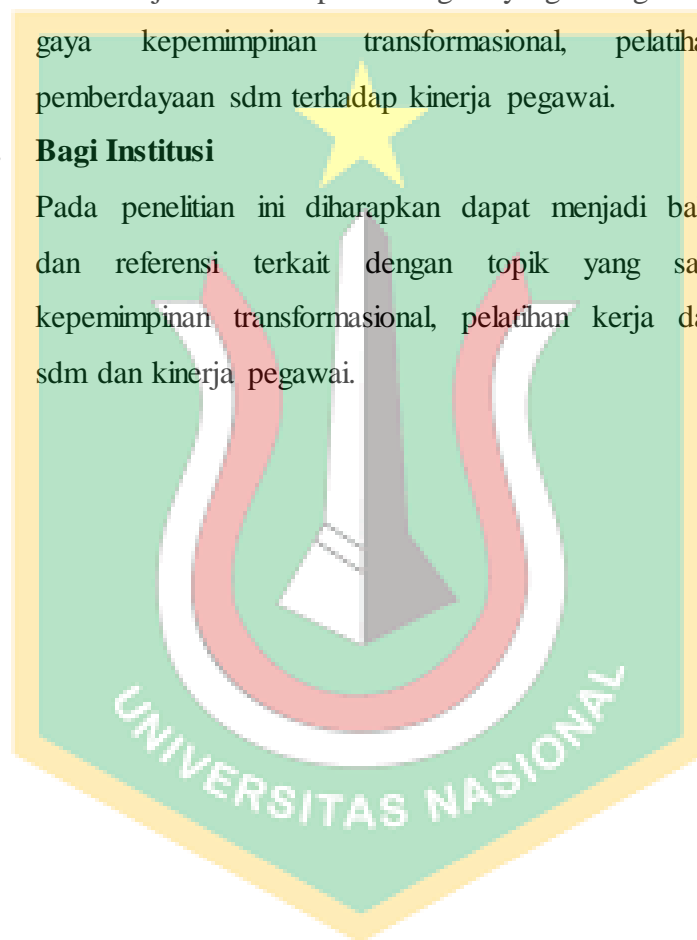 gaya kepemimpinan transformasional,
pemberdayaan sdm terhadap kinerja pegawai.
Bagi Institusi
Pada penelitian ini diharapkan dapat menjadi
dan referensi terkait dengan topik yang
kepemimpinan transformasional, pelatihan kerja
sdm dan kinerja pegawai.
UNIVERSITAS NASIONAL